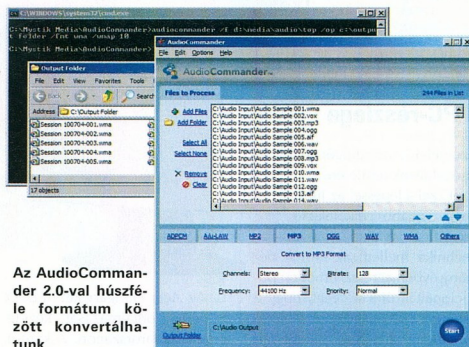 C:\WINDOWS\system32\cmd.exe
C:\Mystik Media\AudioCommander>audiocommander /F d:\media\audio\top /op c:\outpu
t folder /fmt wma /wmap 10
C:\Mystik Media\AudioCommander>
Output Folder
File Edit View Favorites Tools
Back Search
Address C:\Output Folder
Session 100704-001.wma
Session 100704-002.wma
Session 100704-003.wma
Session 100704-004.wma
Session 100704-005.wma
17 objects
AudioCommander
File Edit Options Help
AudioCommander
Files to Process 294 Files in List
Add Files
Add Folder
Select All
Select None
Remove
Clear
C:\Audio Input\Audio Sample 001.wma
C:\Audio Input\Audio Sample 002.vox
C:\Audio Input\Audio Sample 003.mp3
C:\Audio Input\Audio Sample 004.ogg
C:\Audio Input\Audio Sample 005.aif
C:\Audio Input\Audio Sample 006.wav
C:\Audio Input\Audio Sample 007.ogg
C:\Audio Input\Audio Sample 008.mp3
C:\Audio Input\Audio Sample 009.vox
C:\Audio Input\Audio Sample 010.wma
C:\Audio Input\Audio Sample 011.wav
C:\Audio Input\Audio Sample 012.ogg
C:\Audio Input\Audio Sample 013.aif
C:\Audio Input\Audio Sample 014.wav
ADPCM A/u-LAW MP2 MP3 OGG WAV WMA Others
Convert to MP3 Format
Channels: Stereo Bitrate: 128
Frequency: 44100 Hz Priority: Normal
Output Folder C:\Audio Output Start
Az AudioComman-
der 2.0-val húszfé-
le formátum kö-
zött konvertálha-
tunk